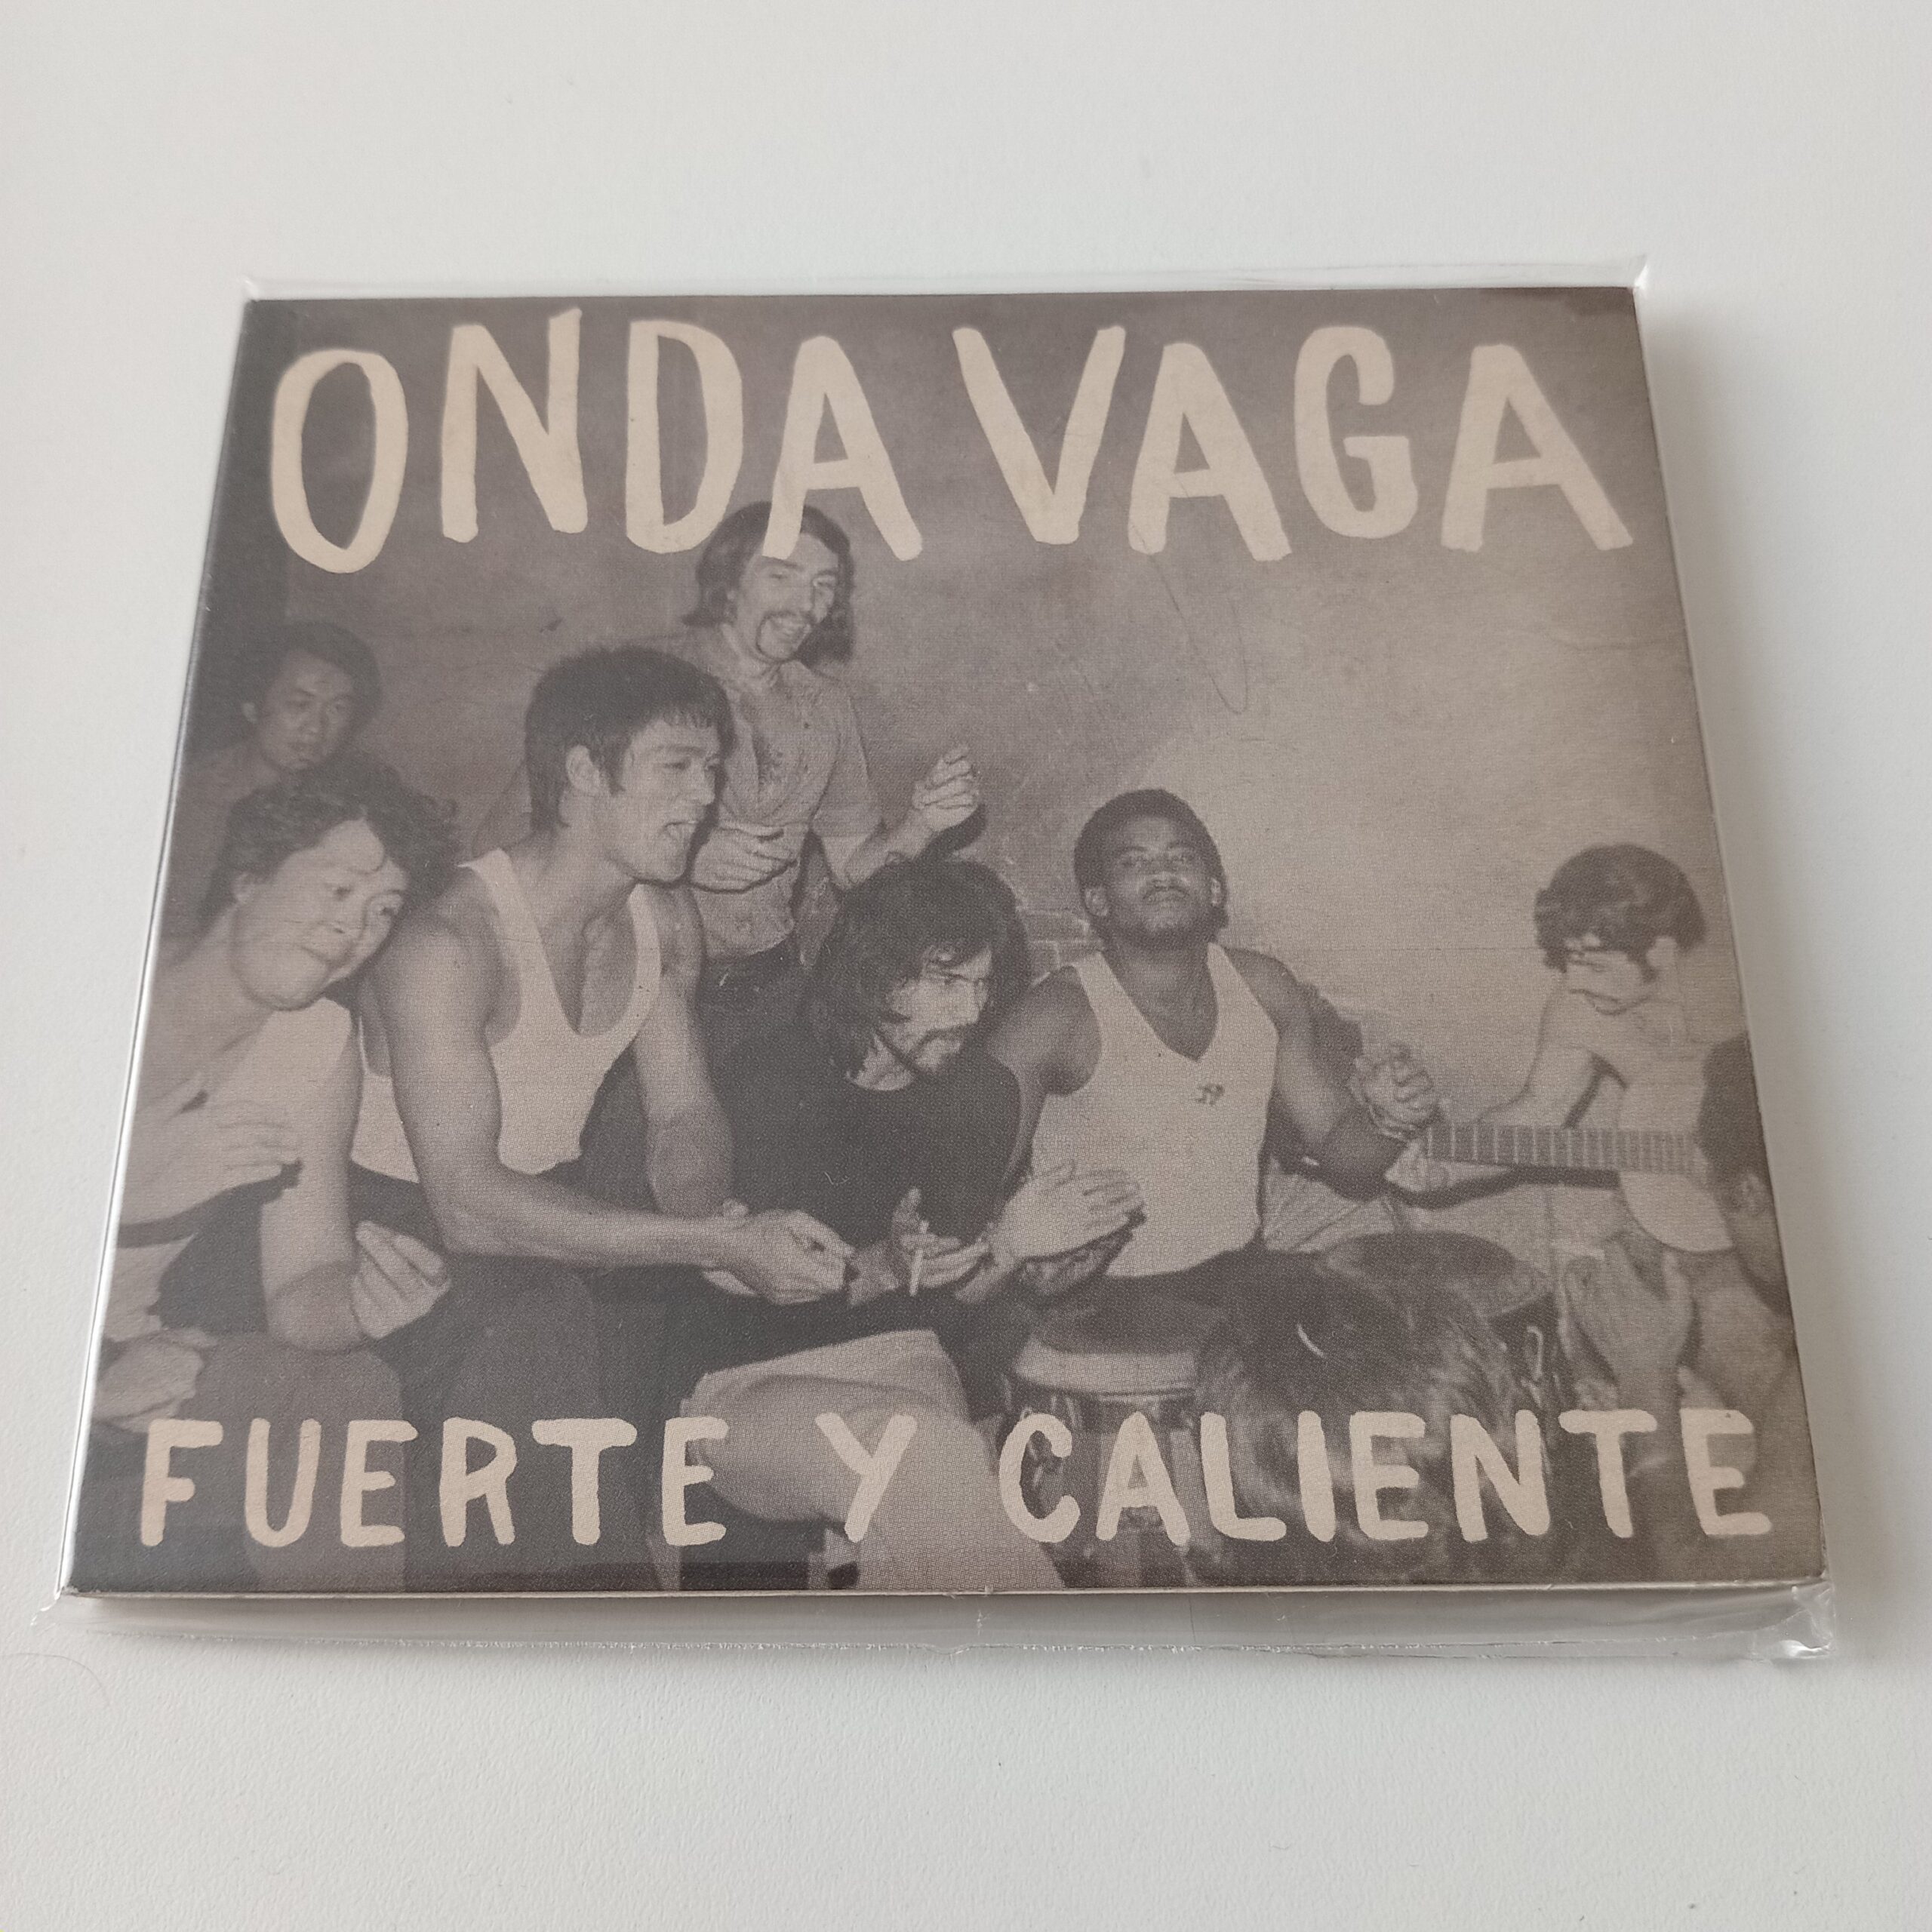 ONDA VAGA
FUERTE Y CALIENTE